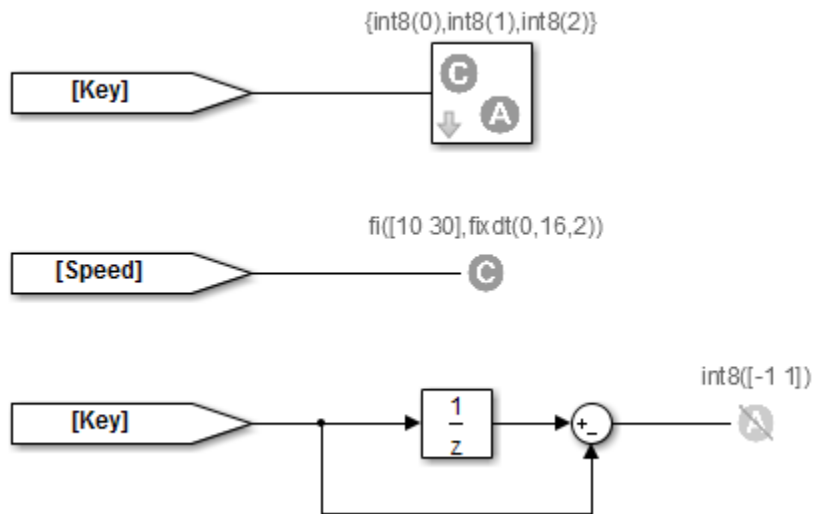 {int8(0),int8(1),int8(2)}
[Key]
C
A
fi([10 30],fixdt(0,16,2))
[Speed]
C
int8([-1 1])
[Key]
1
z
+
-
A